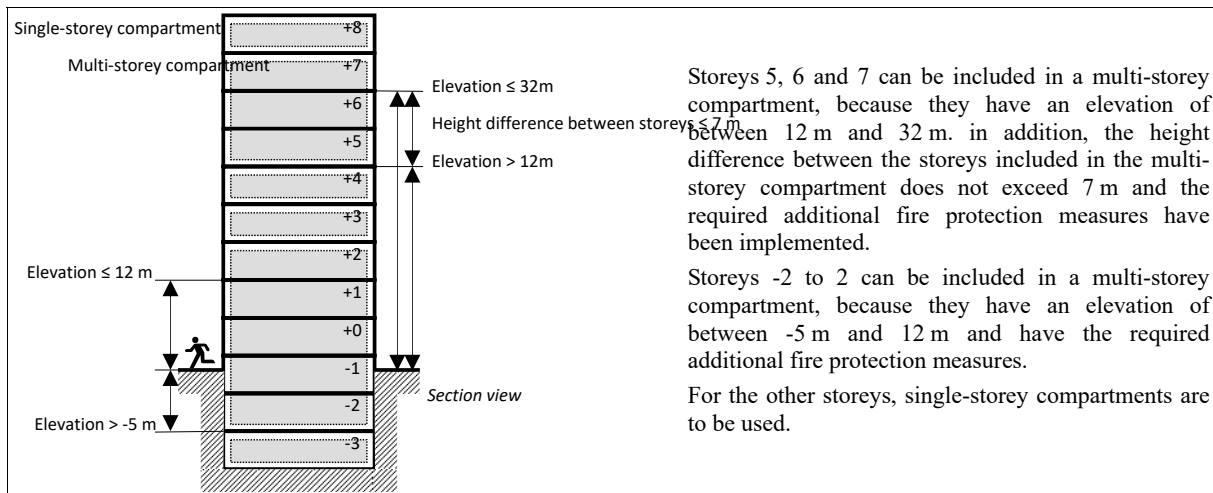 Single-storey compartment
+8
Multi-storey compartment
+7
Elevation ≤ 32m
+6
Height difference between storeys ≤ 7 m
+5
Elevation > 12m
+4
+3
+2
Elevation ≤ 12 m
+1
+0
-1
Section view
-2
Elevation > -5 m
-3
Storeys 5, 6 and 7 can be included in a multi-storey
compartment, because they have an elevation of
between 12 m and 32 m. in addition, the height
difference between the storeys included in the multi-
storey compartment does not exceed 7 m and the
required additional fire protection measures have
been implemented.
Storeys -2 to 2 can be included in a multi-storey
compartment, because they have an elevation of
between -5 m and 12 m and have the required
additional fire protection measures.
For the other storeys, single-storey compartments are
to be used.